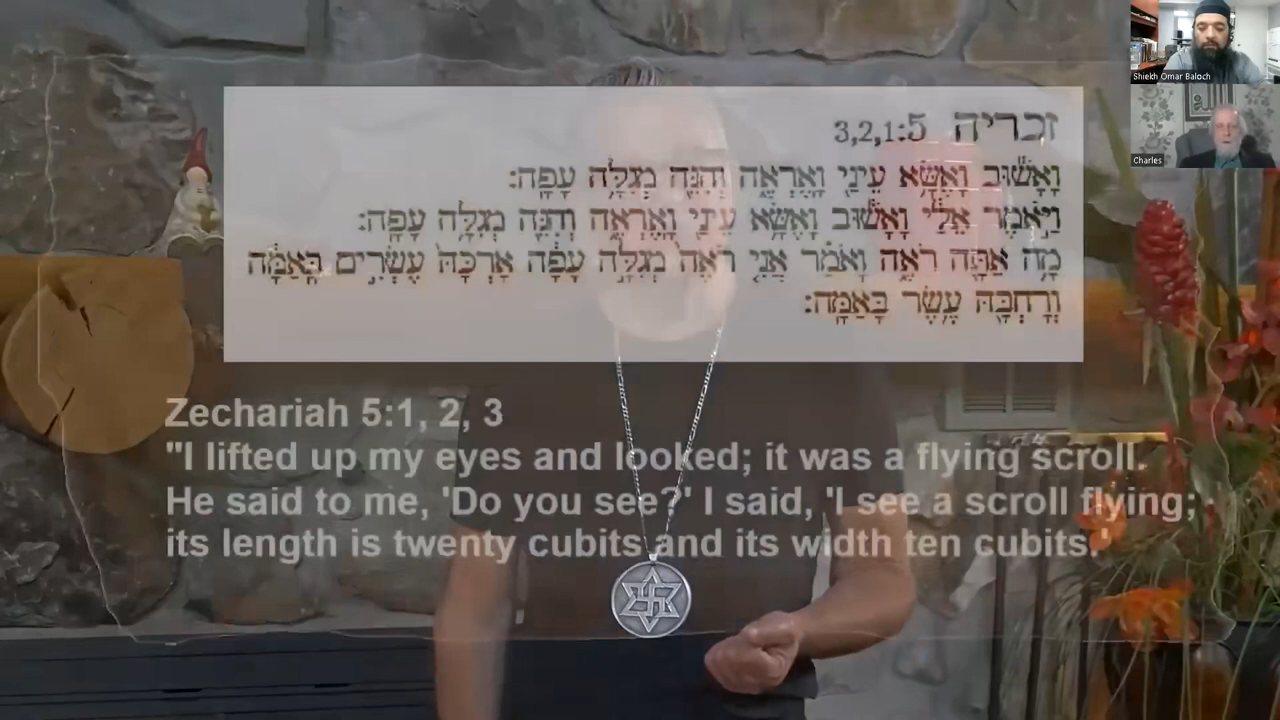 Shiekh Omar Baloch
Charles
זכריה 3,2,1:5
וָאָשׁ֕וּב וָאֶשָּׂ֥א עֵינַ֖י וָֽאֶרְאֶ֑ה וְהִנֵּ֖ה מְגִלָּ֥ה עָפָֽה׃
וַיֹּ֣אמֶר אֵלַ֔י וָאָשׁ֕וּב וָאֶשָּׂ֥א עֵינַ֖י וָֽאֶרְאֶ֑ה וְהִנֵּ֖ה מְגִלָּ֥ה עָפָֽה׃
מָ֥ה אַתָּ֖ה רֹאֶ֑ה וָאֹמַ֗ר אֲנִי֙ רֹאֶה֙ מְגִלָּ֣ה עָפָ֔ה אָרְכָּהּ֙ עֶשְׂרִ֣ים בָּֽאַמָּ֔ה
וְרָחְבָּ֖הּ עֶ֥שֶׂר בָּאַמָּֽה׃
Zechariah 5:1, 2, 3
"I lifted up my eyes and looked; it was a flying scroll.
He said to me, 'Do you see?' I said, 'I see a scroll flying;
its length is twenty cubits and its width ten cubits.'